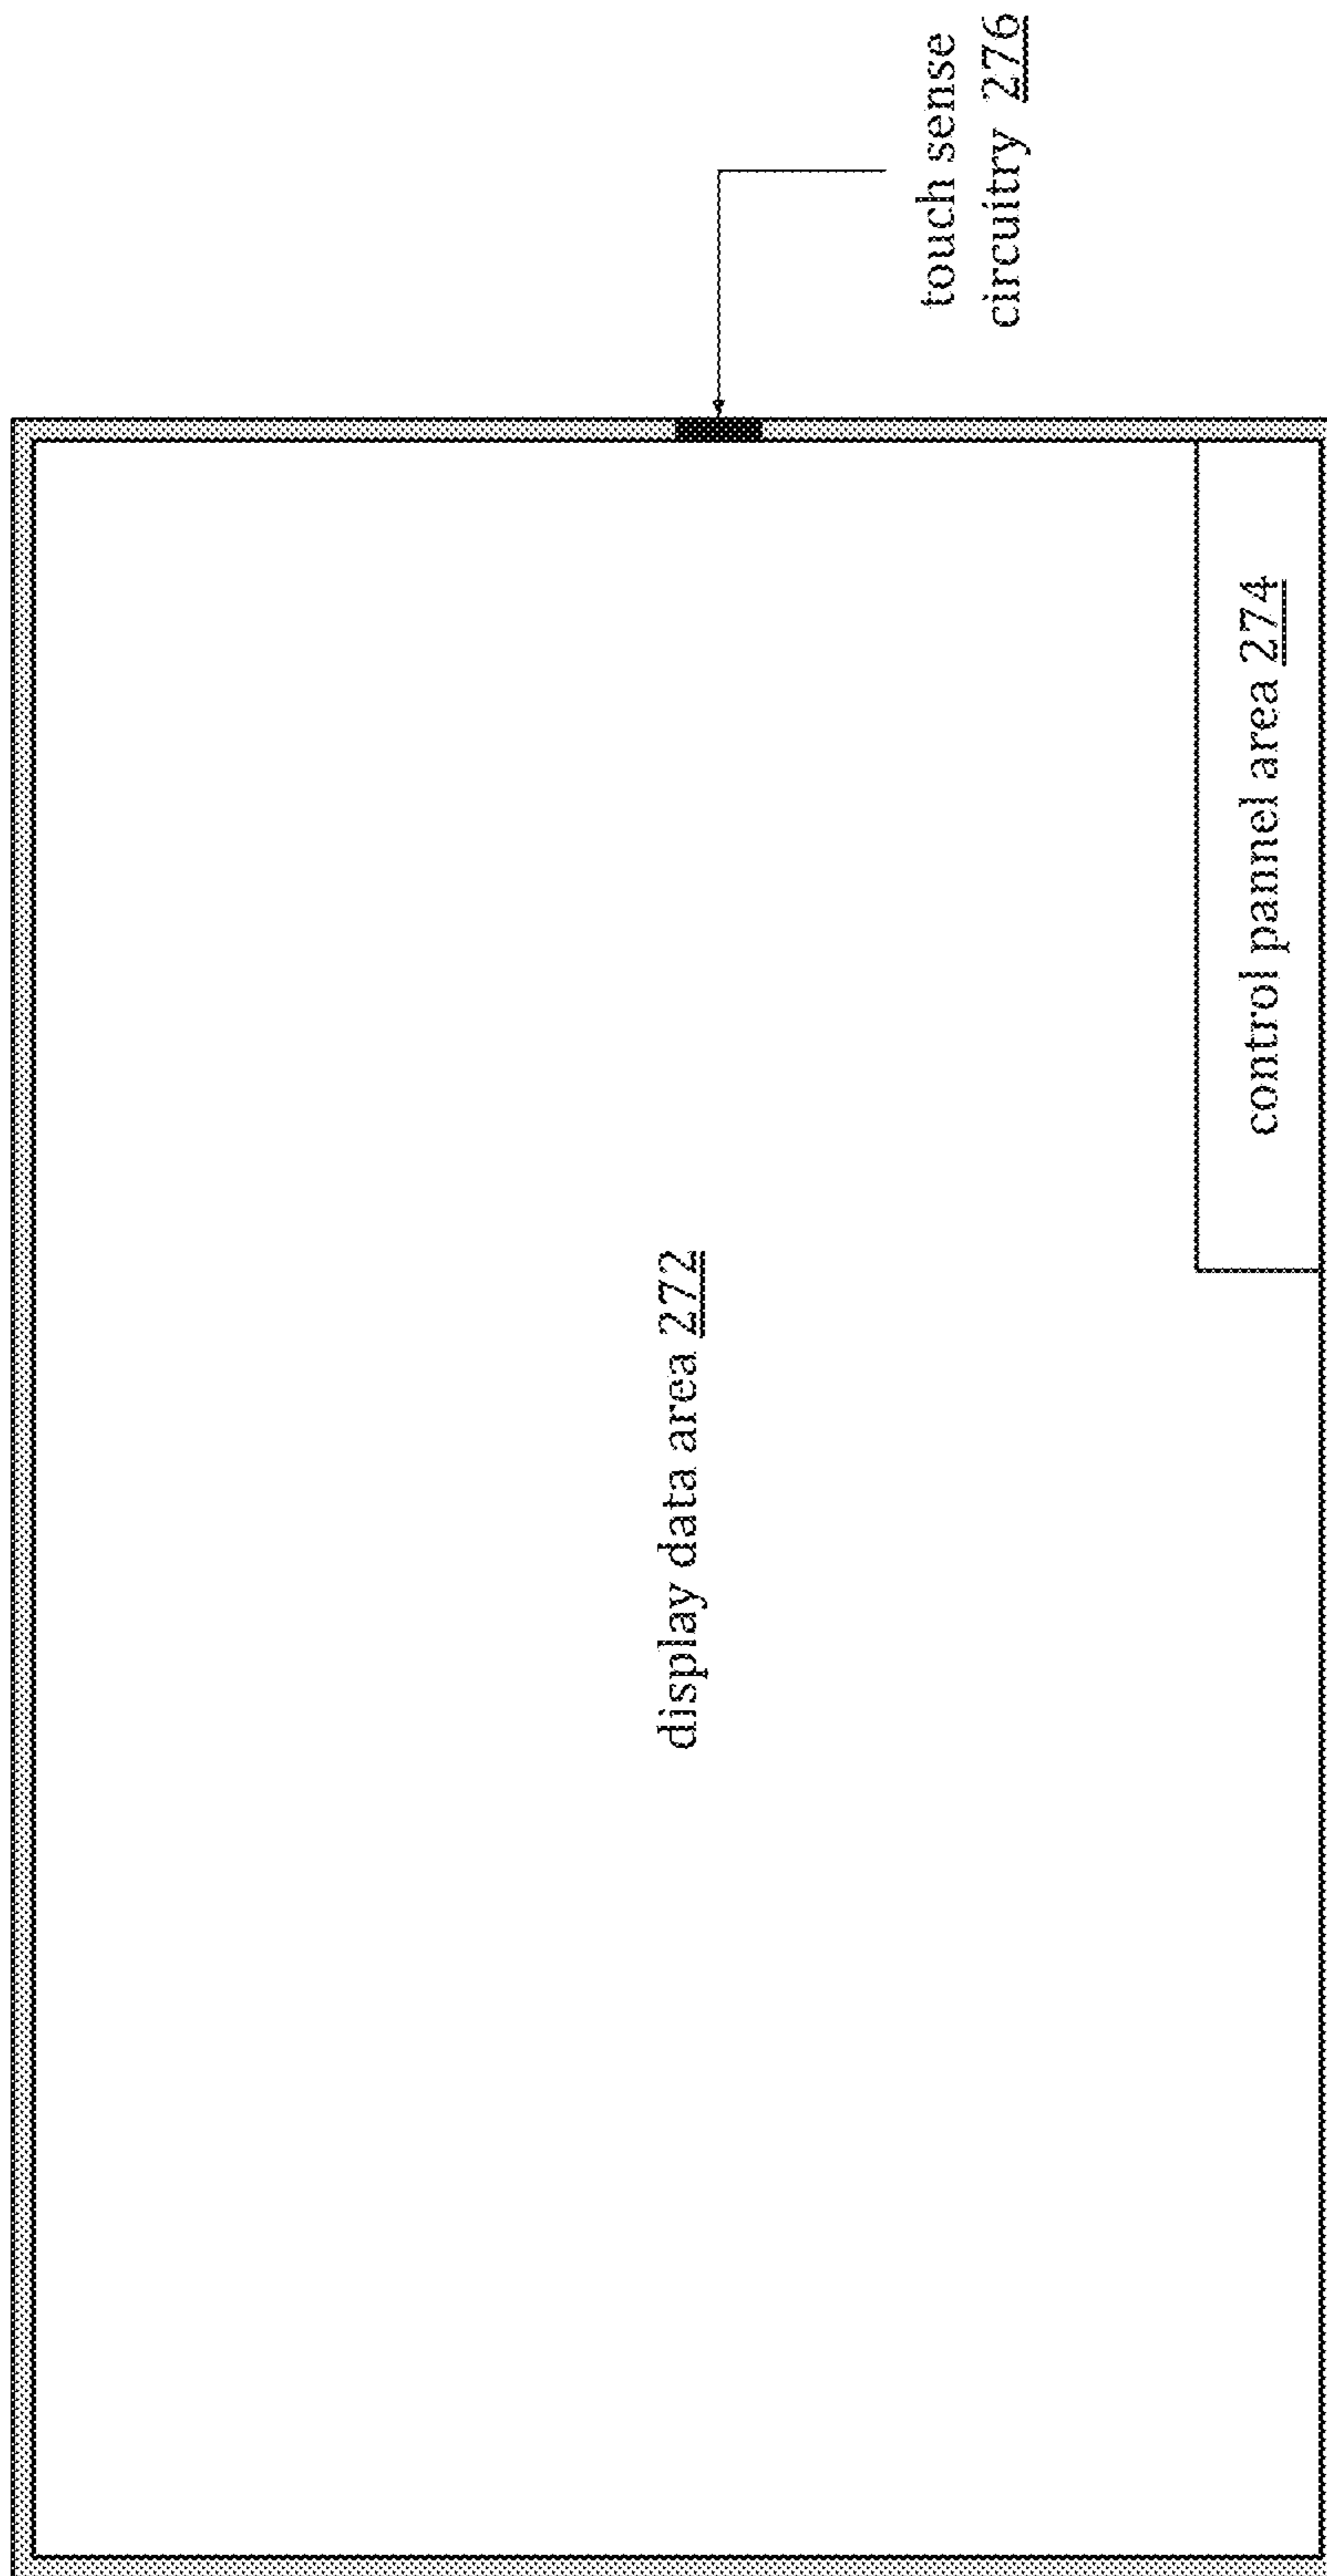 touch sense
circuitry 276
display data area 272
control pannel area 274